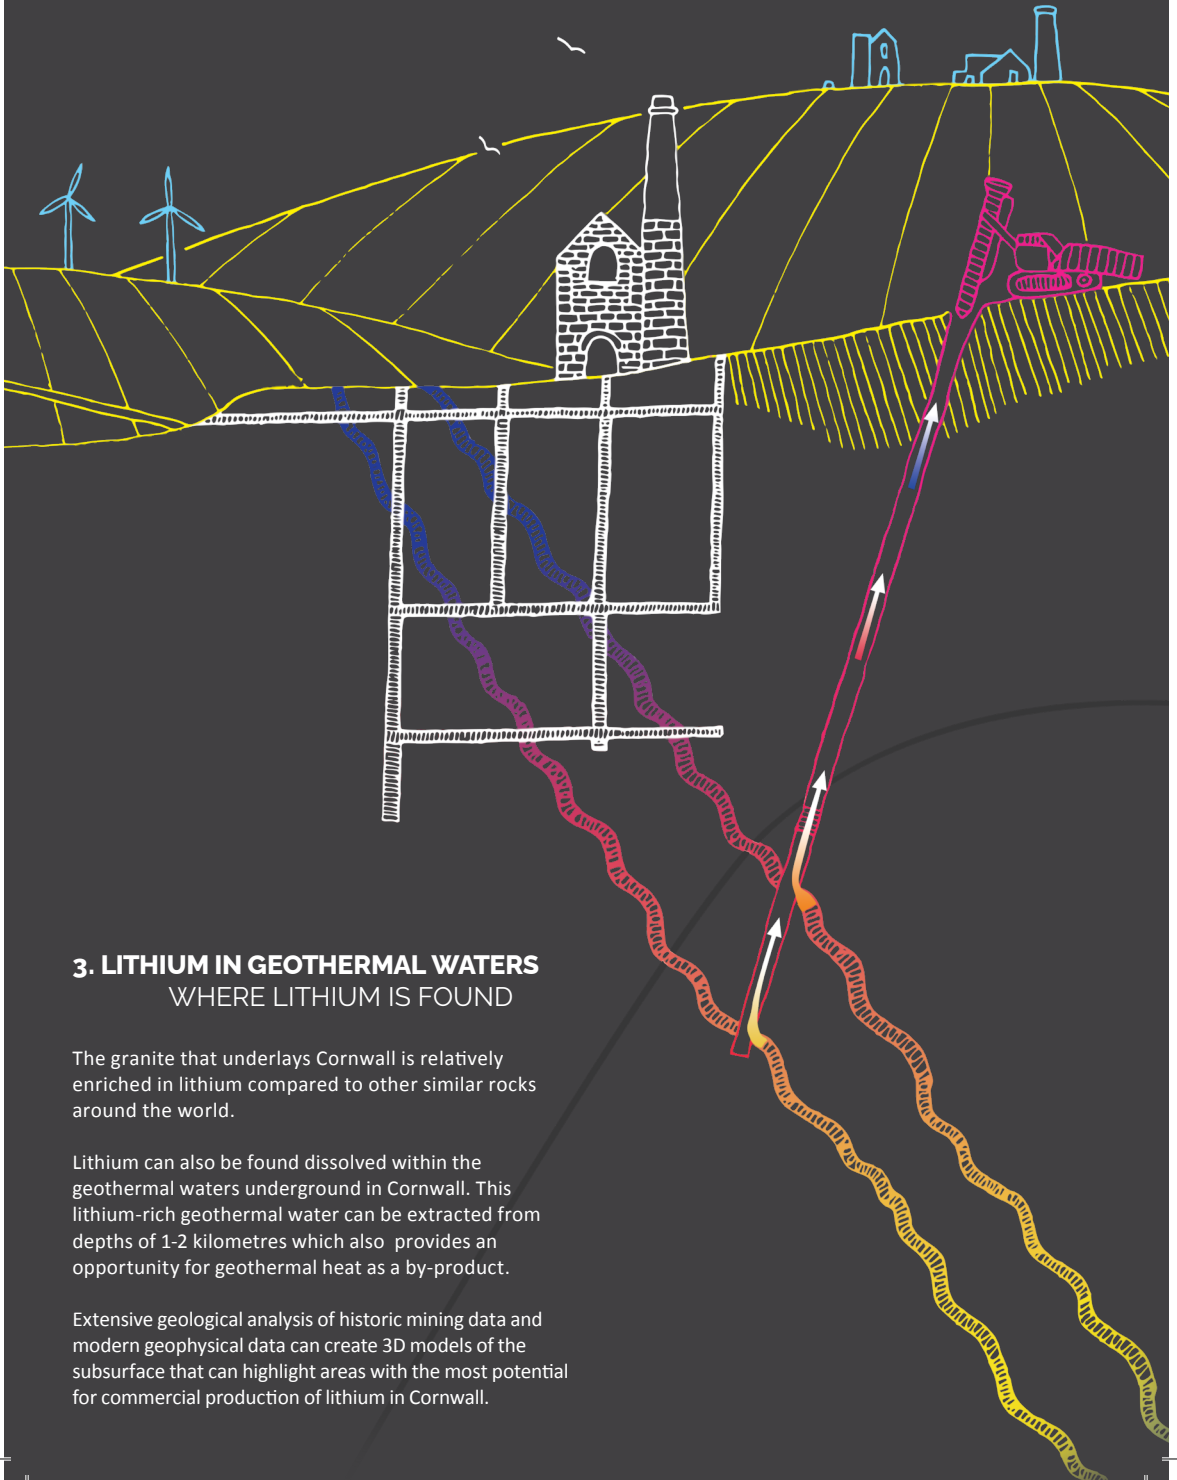 3. LITHIUM IN GEOTHERMAL WATERS
WHERE LITHIUM IS FOUND
The granite that underlays Cornwall is relatively
enriched in lithium compared to other similar rocks
around the world.
Lithium can also be found dissolved within the
geothermal waters underground in Cornwall. This
lithium-rich geothermal water can be extracted from
depths of 1-2 kilometres which also  provides an
opportunity for geothermal heat as a by-product.
Extensive geological analysis of historic mining data and
modern geophysical data can create 3D models of the
subsurface that can highlight areas with the most potential
for commercial production of lithium in Cornwall.